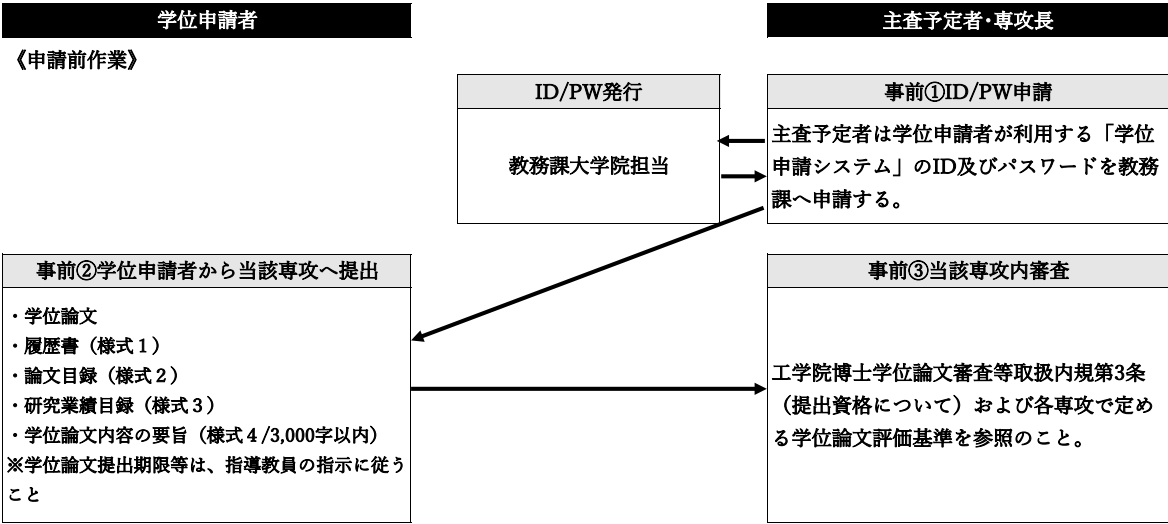 学位申請者
主査予定者・専攻長
《申請前作業》
ID/PW発行
教務課大学院担当
事前①ID/PW申請
主査予定者は学位申請者が利用する「学位
申請システム」のID及びパスワードを教務
課へ申請する。
事前②学位申請者から当該専攻へ提出
・学位論文
・履歴書（様式１）
・論文目録（様式２）
・研究業績目録（様式３）
・学位論文内容の要旨（様式４/3,000字以内）
※学位論文提出期限等は、指導教員の指示に従う
こと
事前③当該専攻内審査
工学院博士学位論文審査等取扱内規第3条
（提出資格について）および各専攻で定め
る学位論文評価基準を参照のこと。